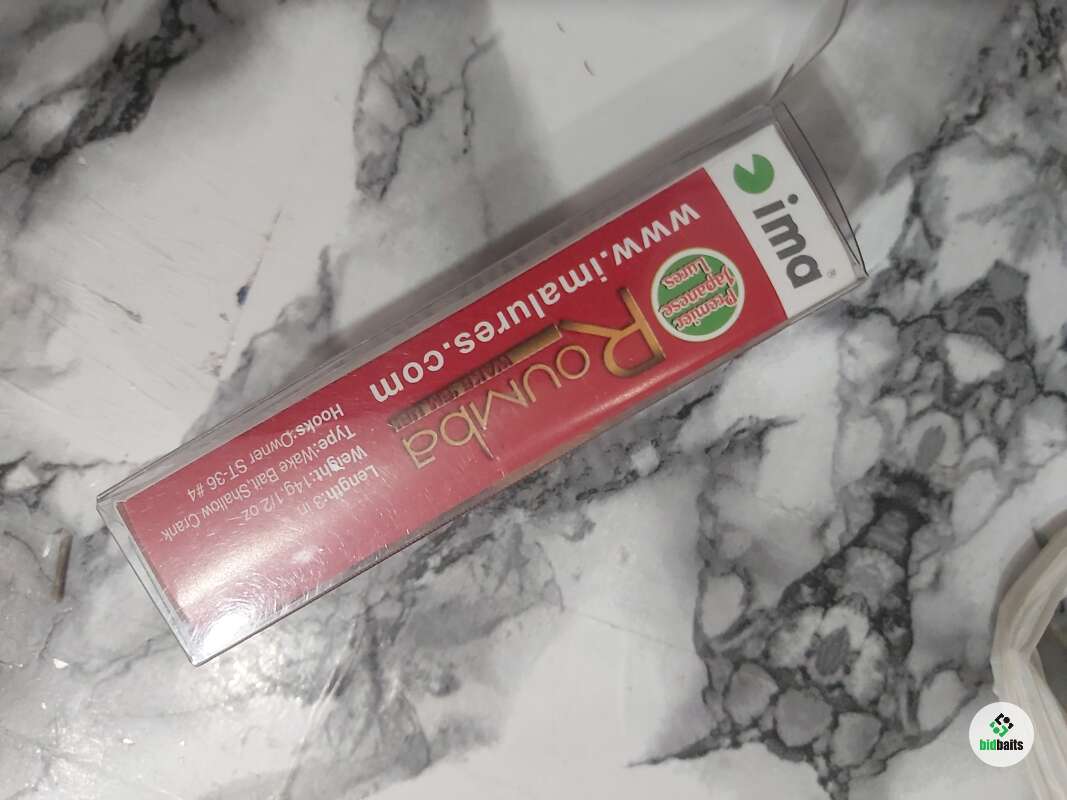 ima®
Premier
Japanese
Lures
www.imalures.com
RoUMba
Length:3 in
Weight:14g 1/2 oz
Type:Wake Bait,Shallow Crank
Hooks:Owner ST-36 #4
bidbaits